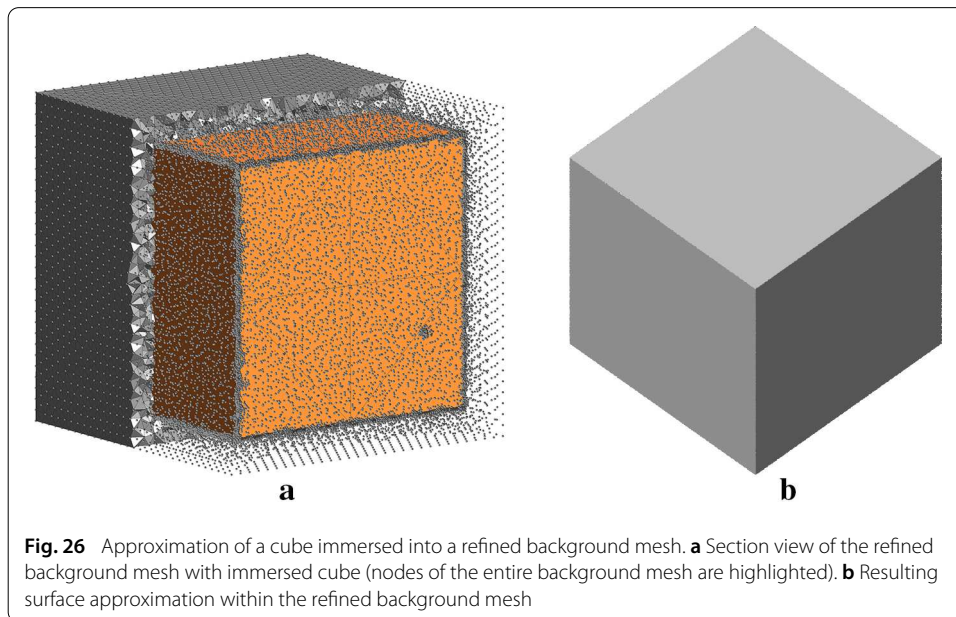 a
b
Fig. 26 Approximation of a cube immersed into a refined background mesh. a Section view of the refined
background mesh with immersed cube (nodes of the entire background mesh are highlighted). b Resulting
surface approximation within the refined background mesh